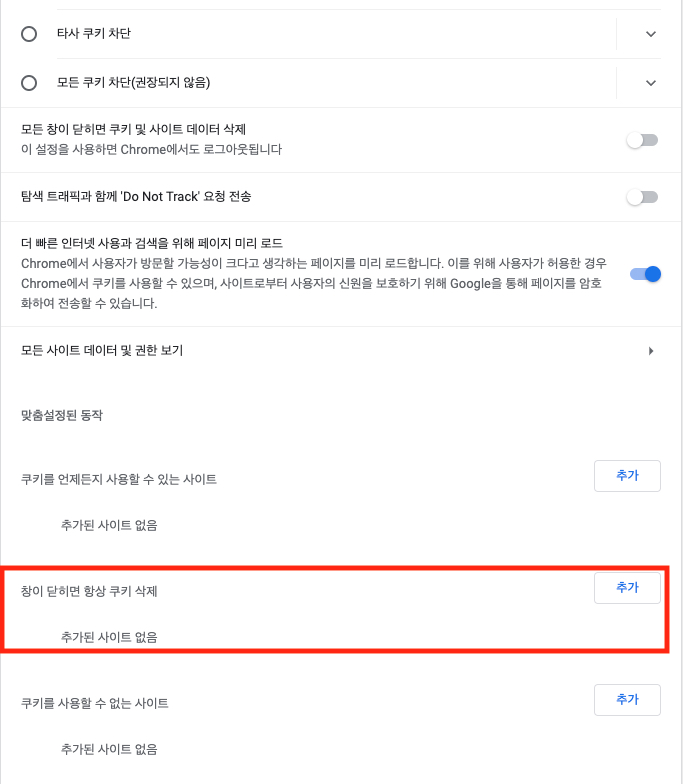 타사 쿠키 차단
모든 쿠키 차단(권장되지 않음)
모든 창이 닫히면 쿠키 및 사이트 데이터 삭제
이 설정을 사용하면 Chrome에서도 로그아웃됩니다
탐색 트래픽과 함께 'Do Not Track' 요청 전송
더 빠른 인터넷 사용과 검색을 위해 페이지 미리 로드
Chrome에서 사용자가 방문할 가능성이 크다고 생각하는 페이지를 미리 로드합니다. 이를 위해 사용자가 허용한 경우
Chrome에서 쿠키를 사용할 수 있으며, 사이트로부터 사용자의 신원을 보호하기 위해 Google을 통해 페이지를 암호
화하여 전송할 수 있습니다.
모든 사이트 데이터 및 권한 보기
맞춤설정된 동작
쿠키를 언제든지 사용할 수 있는 사이트
추가
추가된 사이트 없음
창이 닫히면 항상 쿠키 삭제
추가
추가된 사이트 없음
쿠키를 사용할 수 없는 사이트
추가
추가된 사이트 없음